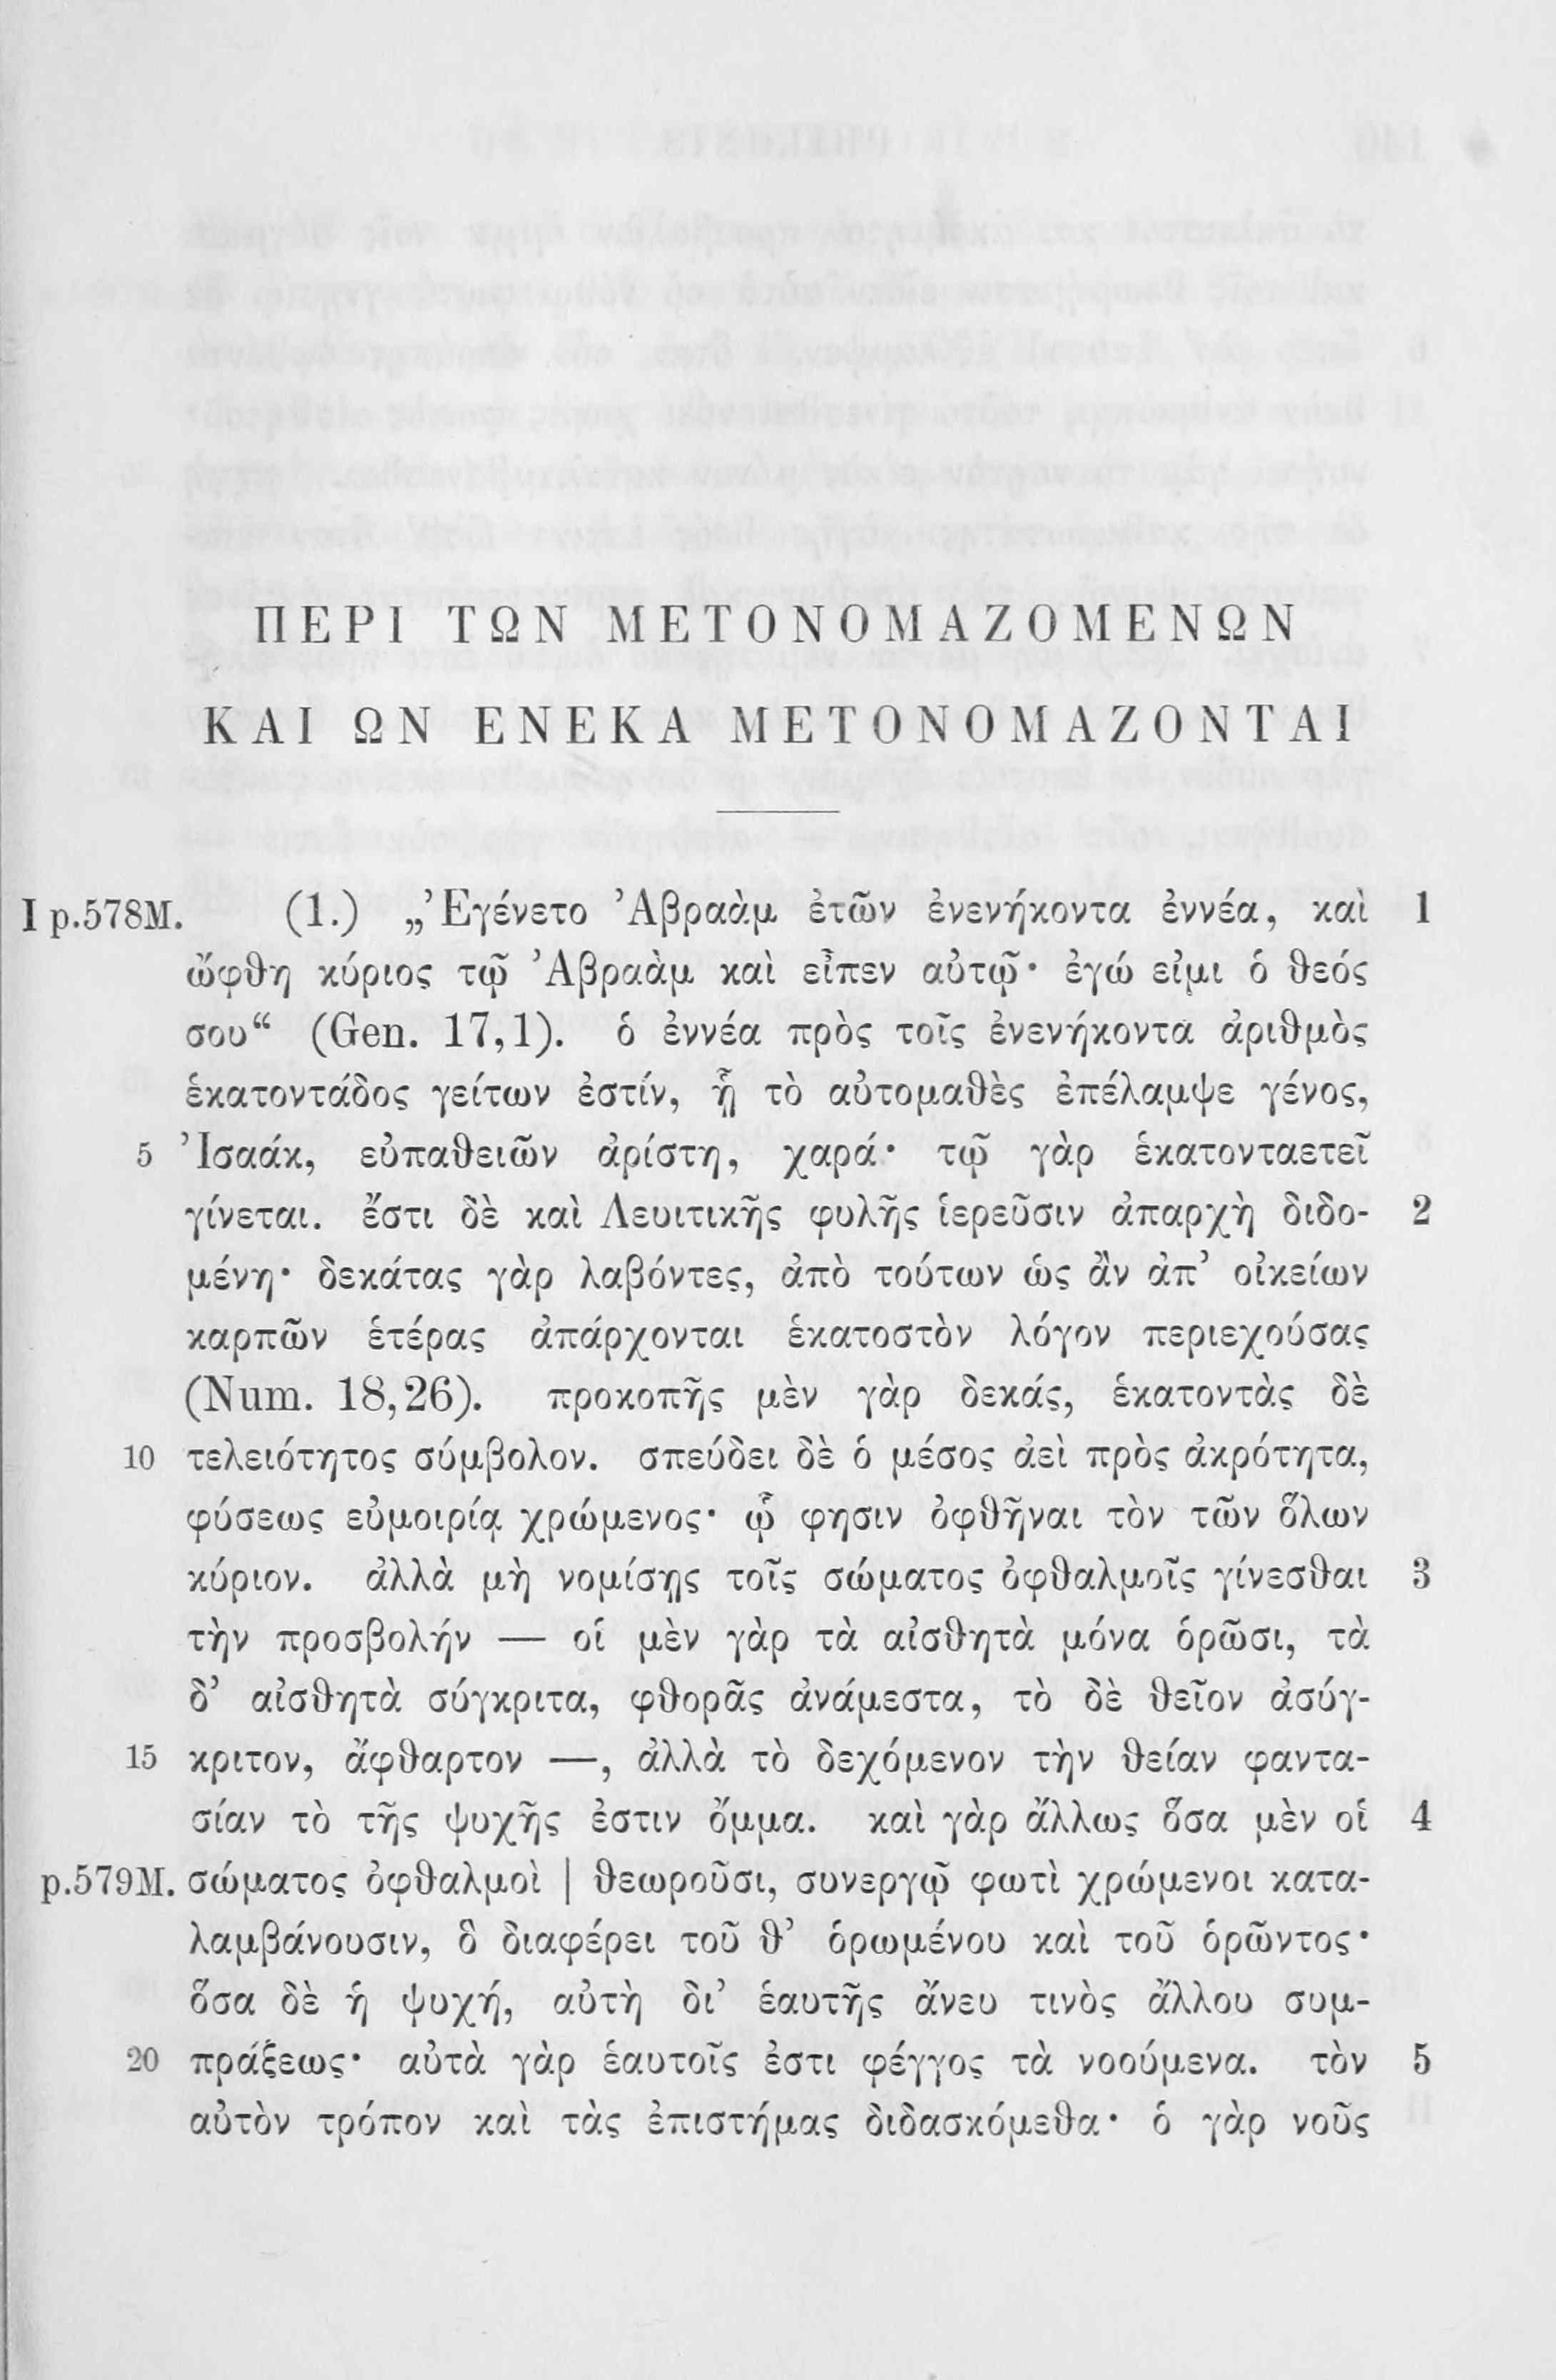 ΠΕΡΙ ΤΩΝ ΜΕΤΟΝΟΜΑΖΟΜΕΝΩΝ
ΚΑΙ ΩΝ ΕΝΕΚΑ ΜΕΤΟΝΟΜΑΖΟΝΤΑΙ
I p.578M. (1.) „Ἐγένετο Ἀβραὰμ ἐτῶν ἐνενήκοντα ἐννέα, καὶ 1
ὤφθη κύριος τῷ Ἀβραὰμ καὶ εἶπεν αὐτῷ· ἐγώ εἰμι ὁ θεός
σου“ (Gen. 17,1). ὁ ἐννέα πρὸς τοῖς ἐνενήκοντα ἀριθμὸς
ἑκατοντάδος γείτων ἐστίν, ᾗ τὸ αὐτομαθὲς ἐπέλαμψε γένος,
5 Ἰσαάκ, εὐπαθειῶν ἀρίστη, χαρά· τῷ γὰρ ἑκατονταετεῖ
γίνεται. ἔστι δὲ καὶ Λευιτικῆς φυλῆς ἱερεῦσιν ἀπαρχὴ διδο- 2
μένη· δεκάτας γὰρ λαβόντες, ἀπὸ τούτων ὡς ἂν ἀπ’ οἰκείων
καρπῶν ἑτέρας ἀπάρχονται ἑκατοστὸν λόγον περιεχούσας
(Num. 18,26). προκοπῆς μὲν γὰρ δεκάς, ἑκατοντὰς δὲ
10 τελειότητος σύμβολον. σπεύδει δὲ ὁ μέσος ἀεὶ πρὸς ἀκρότητα,
φύσεως εὐμοιρίᾳ χρώμενος· ᾧ φησιν ὀφθῆναι τὸν τῶν ὅλων
κύριον. ἀλλὰ μὴ νομίσῃς τοῖς σώματος ὀφθαλμοῖς γίνεσθαι 3
τὴν προσβολήν — οἱ μὲν γὰρ τὰ αἰσθητὰ μόνα ὁρῶσι, τὰ
δ’ αἰσθητὰ σύγκριτα, φθορᾶς ἀνάμεστα, τὸ δὲ θεῖον ἀσύγ-
15 κριτον, ἄφθαρτον —, ἀλλὰ τὸ δεχόμενον τὴν θείαν φαντα-
σίαν τὸ τῆς ψυχῆς ἐστιν ὄμμα. καὶ γὰρ ἄλλως ὅσα μὲν οἱ 4
p.579M. σώματος ὀφθαλμοὶ | θεωροῦσι, συνεργῷ φωτὶ χρώμενοι κατα-
λαμβάνουσιν, ὃ διαφέρει τοῦ θ’ ὁρωμένου καὶ τοῦ ὁρῶντος·
ὅσα δὲ ἡ ψυχή, αὐτὴ δι’ ἑαυτῆς ἄνευ τινὸς ἄλλου συμ-
20 πράξεως· αὐτὰ γὰρ ἑαυτοῖς ἐστι φέγγος τὰ νοούμενα. τὸν 5
αὐτὸν τρόπον καὶ τὰς ἐπιστήμας διδασκόμεθα· ὁ γὰρ νοῦς